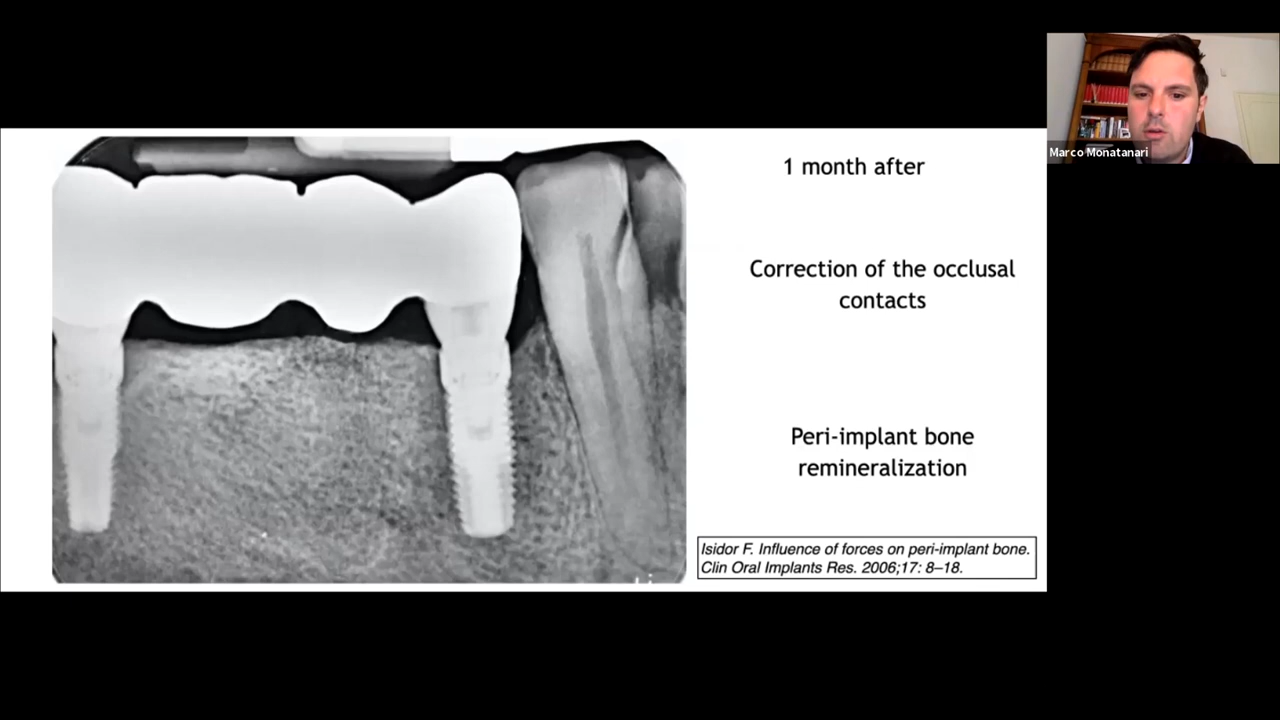 1 month after
Correction of the occlusal
contacts
Peri-implant bone
remineralization
Isidor F. Influence of forces on peri-implant bone.
Clin Oral Implants Res. 2006;17: 8–18.
Marco Monatanari